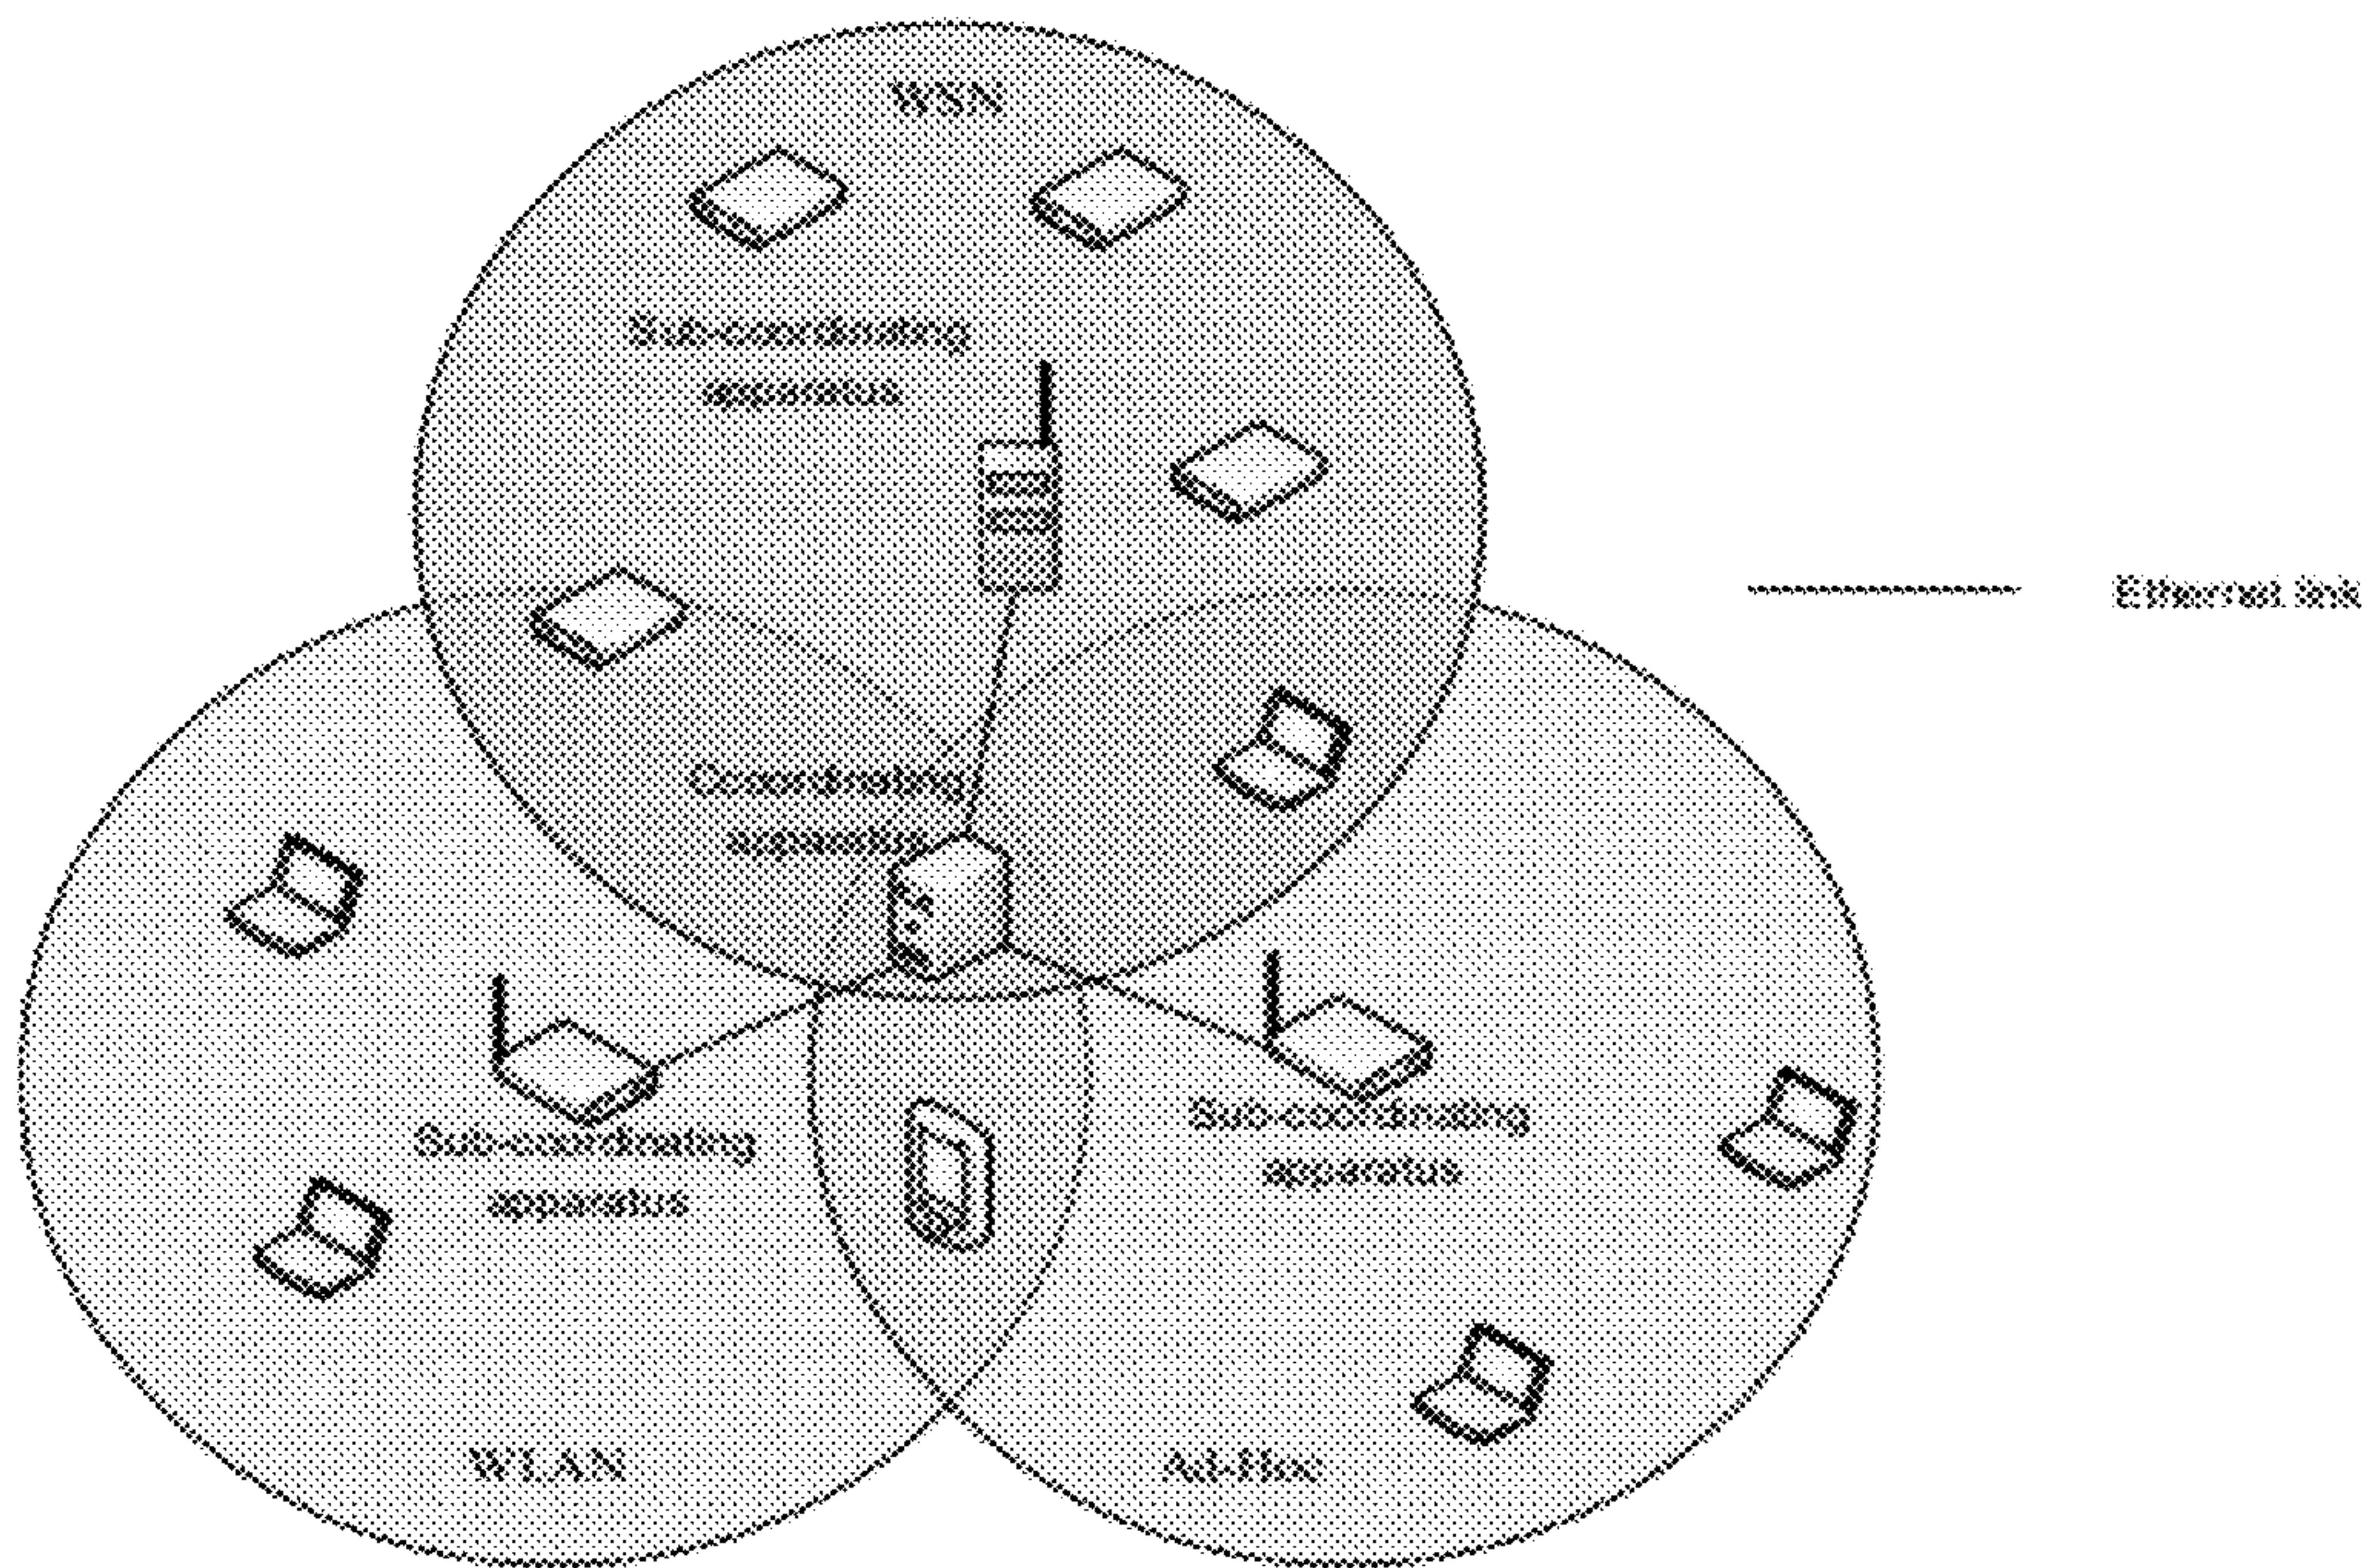 WSN
Sub-coordinating
apparatus
Ethernet link
Coordinating
apparatus
Sub-coordinating
apparatus
Sub-coordinating
apparatus
WLAN
Ad-Hoc